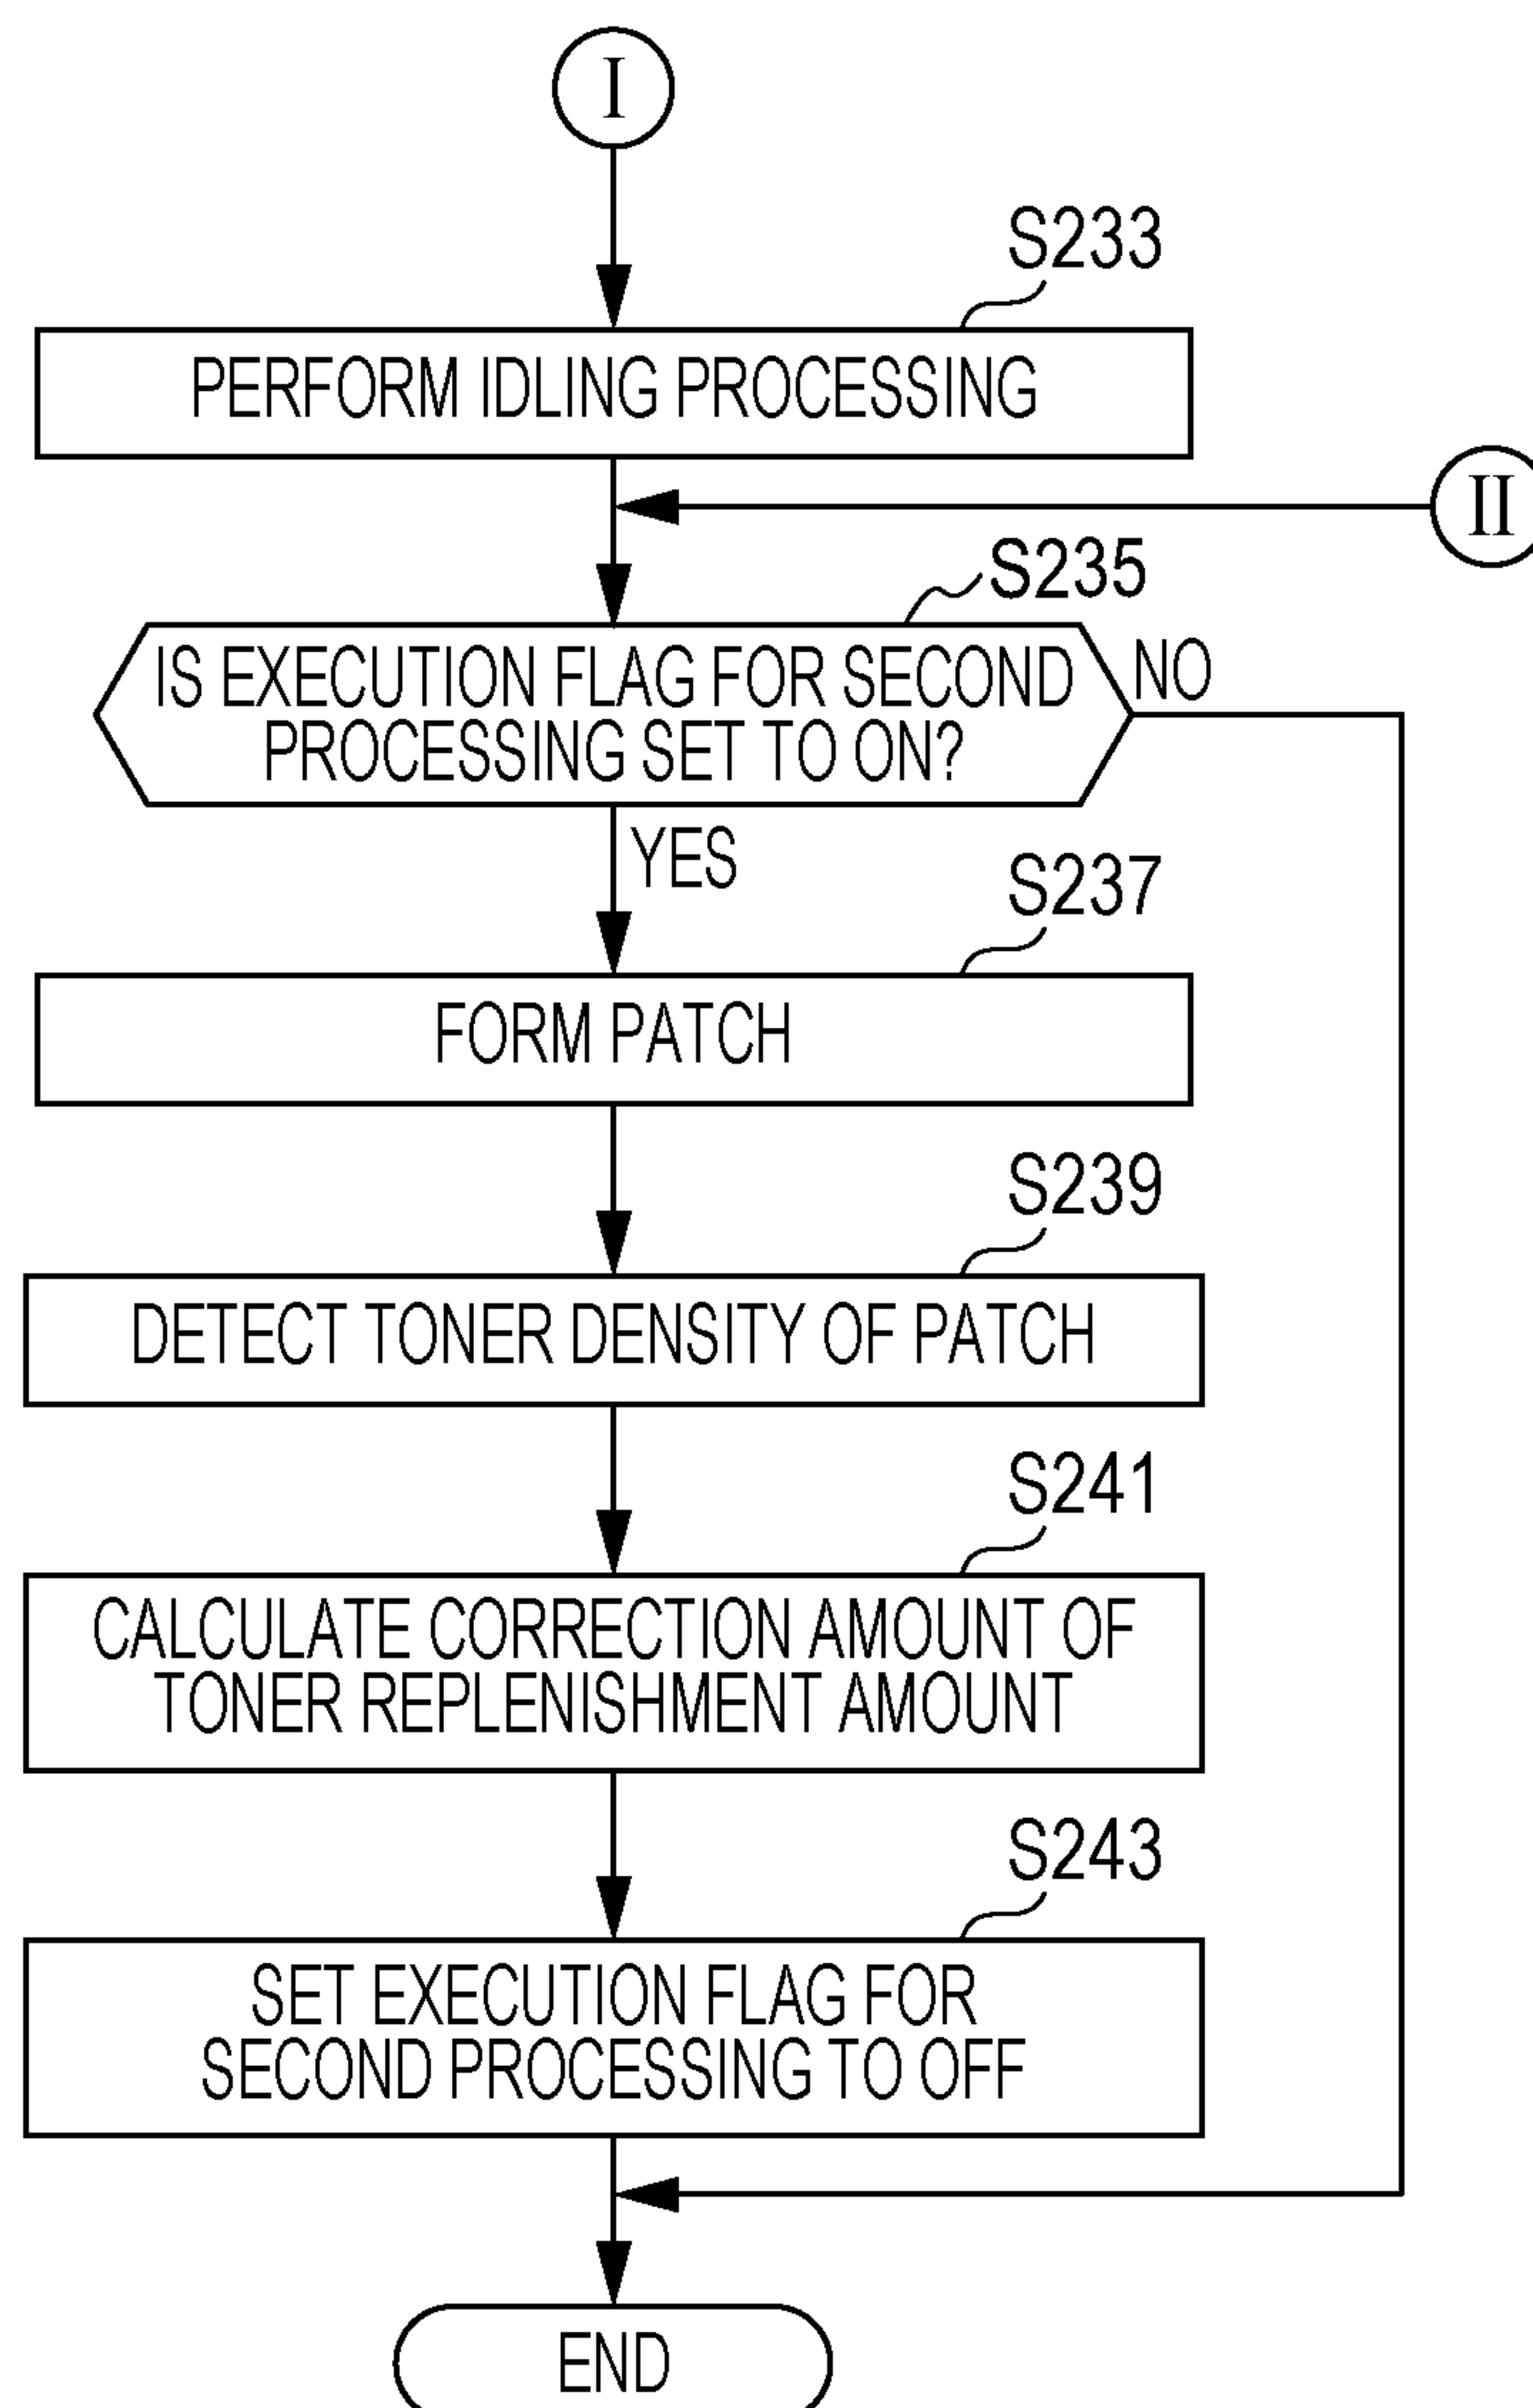 I
S233
PERFORM IDLING PROCESSING
II
S235
IS EXECUTION FLAG FOR SECOND
PROCESSING SET TO ON?
NO
YES
S237
FORM PATCH
S239
DETECT TONER DENSITY OF PATCH
S241
CALCULATE CORRECTION AMOUNT OF
TONER REPLENISHMENT AMOUNT
S243
SET EXECUTION FLAG FOR
SECOND PROCESSING TO OFF
END